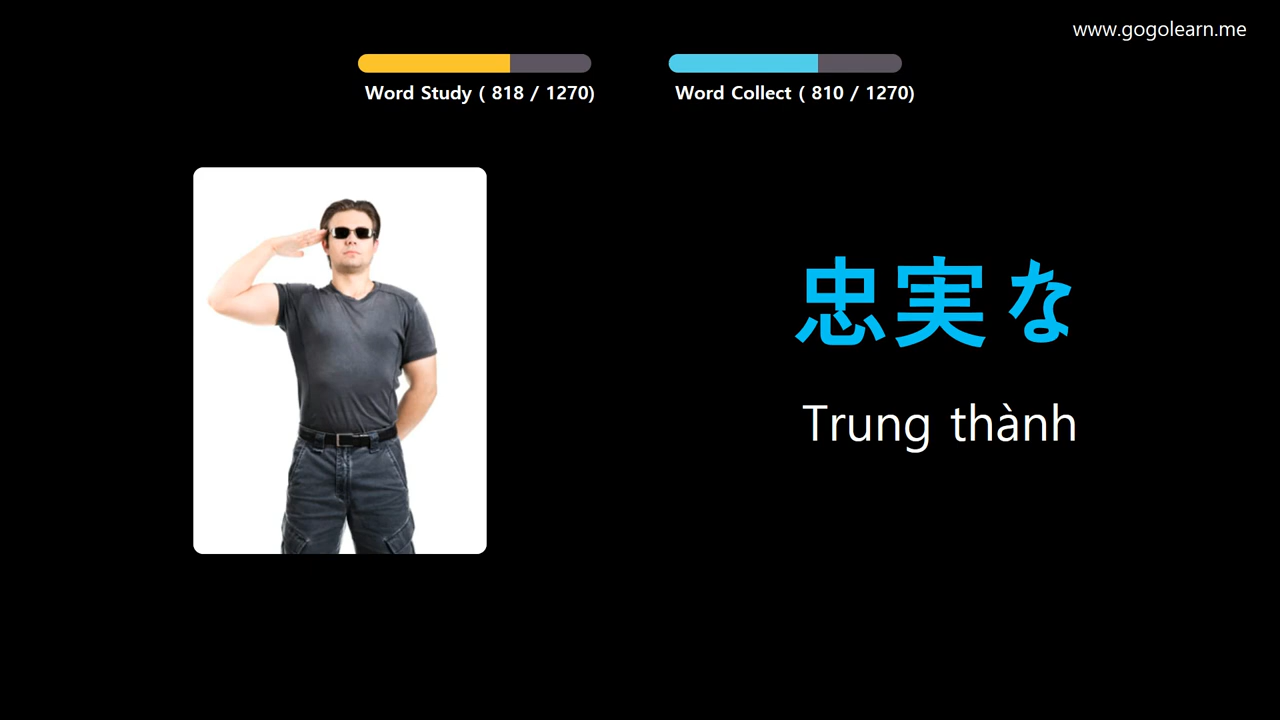 www.gogolearn.me
Word Study ( 818 / 1270)
Word Collect ( 810 / 1270)
忠実な
Trung thành